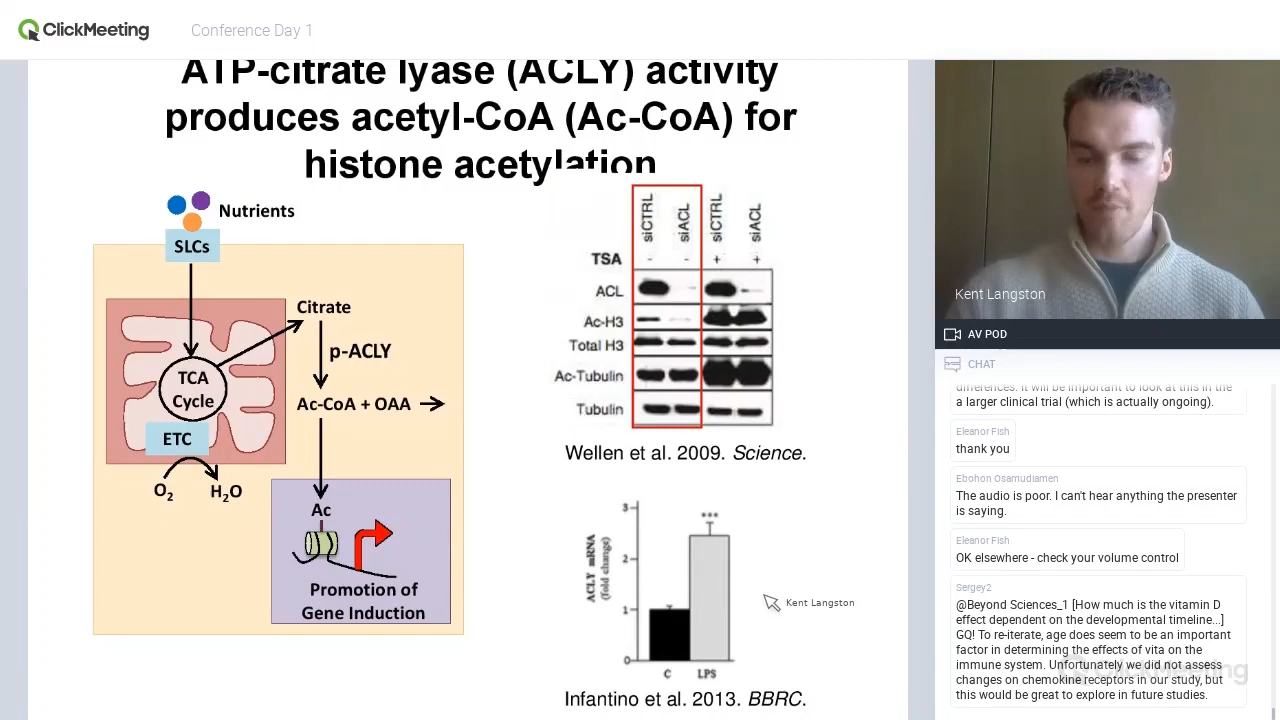 ClickMeeting
Conference Day 1
ATP-citrate lyase (ACLY) activity
produces acetyl-CoA (Ac-CoA) for
histone acetylation
Nutrients
SLCs
Citrate
p-ACLY
TCA
Cycle
Ac-CoA + OAA
ETC
O2
H2O
Ac
Promotion of
Gene Induction
siCTRL
siACL
siCTRL
siACL
TSA - - + +
ACL
Ac-H3
Total H3
Ac-Tubulin
Tubulin
Wellen et al. 2009. Science.
ACLY mRNA
(fold change)
3
2
1
0
***
C
LPS
Kent Langston
Infantino et al. 2013. BBRC.
Kent Langston
AV POD
CHAT
differences. It will be important to look at this in the
a larger clinical trial (which is actually ongoing).
Eleanor Fish
thank you
Ebohon Osamudiamen
The audio is poor. I can't hear anything the presenter
is saying.
Eleanor Fish
OK elsewhere - check your volume control
Sergey2
@Beyond Sciences_1 [How much is the vitamin D
effect dependent on the developmental timeline...]
GQ! To re-iterate, age does seem to be an important
factor in determining the effects of vita on the
immune system. Unfortunately we did not assess
changes on chemokine receptors in our study, but
this would be great to explore in future studies.
ClickMeeting